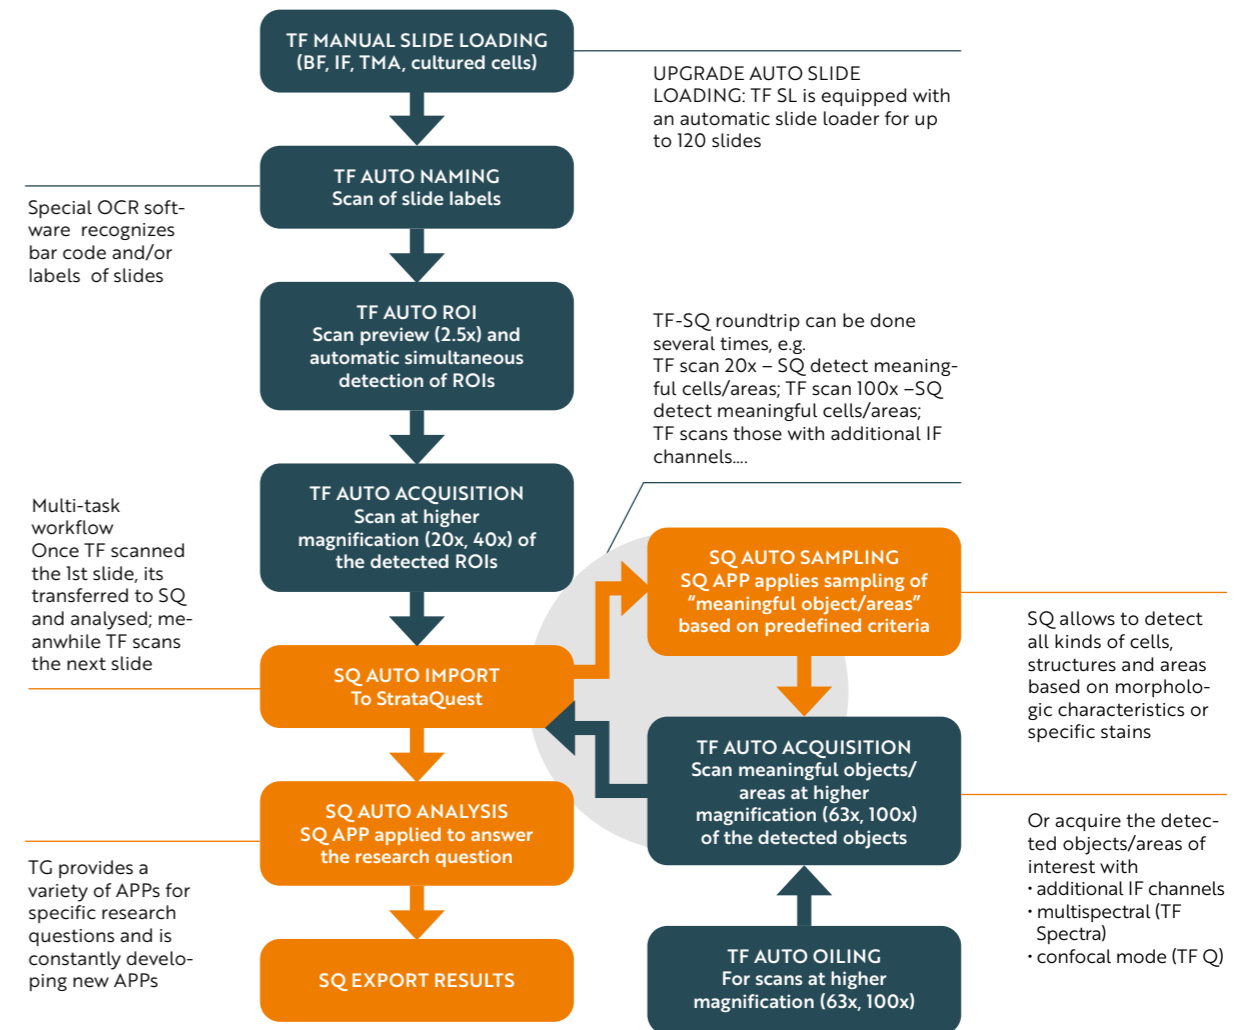 TF MANUAL SLIDE LOADING
(BF, IF, TMA, cultured cells)
UPGRADE AUTO SLIDE
LOADING: TF SL is equipped with
an automatic slide loader for up
to 120 slides
TF AUTO NAMING
Scan of slide labels
Special OCR soft-
ware recognizes
bar code and/or
labels of slides
TF AUTO ROI
Scan preview (2.5x) and
automatic simultaneous
detection of ROIs
TF-SQ roundtrip can be done
several times, e.g.
TF scan 20x – SQ detect meaning-
ful cells/areas; TF scan 100x –SQ
detect meaningful cells/areas;
TF scans those with additional IF
channels....
TF AUTO ACQUISITION
Scan at higher
magnification (20x, 40x) of
the detected ROIs
Multi-task
workflow
Once TF scanned
the 1st slide, its
transferred to SQ
and analysed; me-
anwhile TF scans
the next slide
SQ AUTO SAMPLING
SQ APP applies sampling of
“meaningful object/areas”
based on predefined criteria
SQ allows to detect
all kinds of cells,
structures and areas
based on morpholo-
gic characteristics or
specific stains
SQ AUTO IMPORT
To StrataQuest
TF AUTO ACQUISITION
Scan meaningful objects/
areas at higher
magnification (63x, 100x)
of the detected objects
Or acquire the detec-
ted objects/areas of
interest with
• additional IF channels
• multispectral (TF
Spectra)
• confocal mode (TF Q)
SQ AUTO ANALYSIS
SQ APP applied to answer
the research question
TG provides a
variety of APPs for
specific research
questions and is
constantly develo-
ping new APPs
SQ EXPORT RESULTS
TF AUTO OILING
For scans at higher
magnification (63x, 100x)